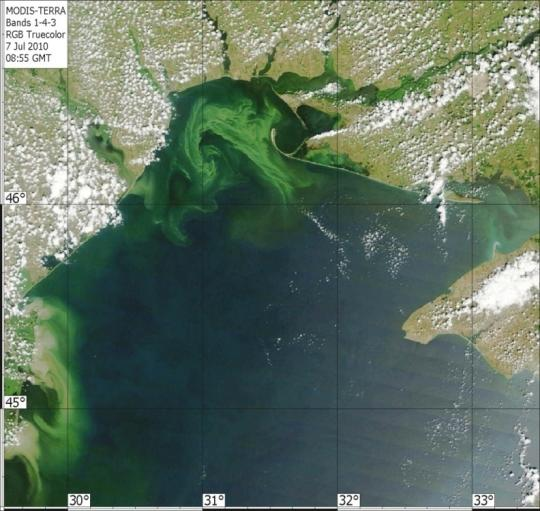 MODIS-TERRA
Bands 1-4-3
RGB Truecolor
7 Jul 2010
08:55 GMT
46°
45°
30°
31°
32°
33°